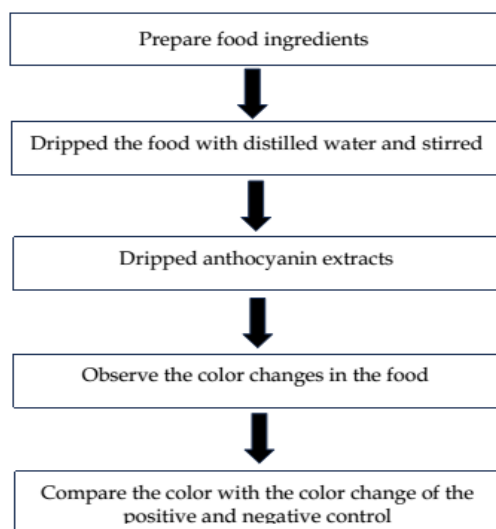 Prepare food ingredients
Dripped the food with distilled water and stirred
Dripped anthocyanin extracts
Observe the color changes in the food
Compare the color with the color change of the
positive and negative control